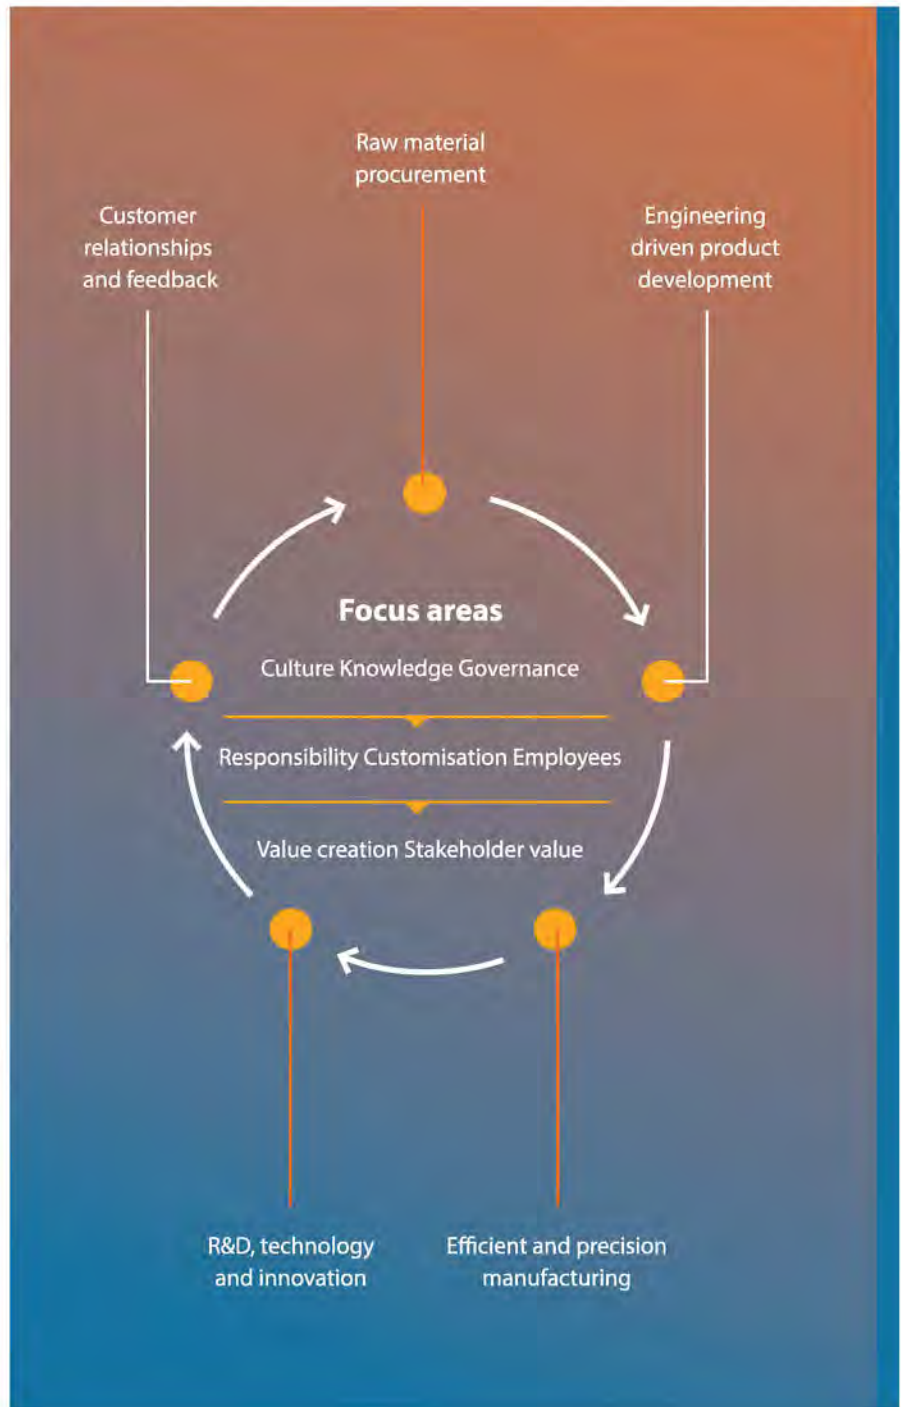 Raw material
procurement
Customer
relationships
and feedback
Engineering
driven product
development
Focus areas
Culture Knowledge Governance
Responsibility Customisation Employees
Value creation Stakeholder value
R&D, technology
and innovation
Efficient and precision
manufacturing